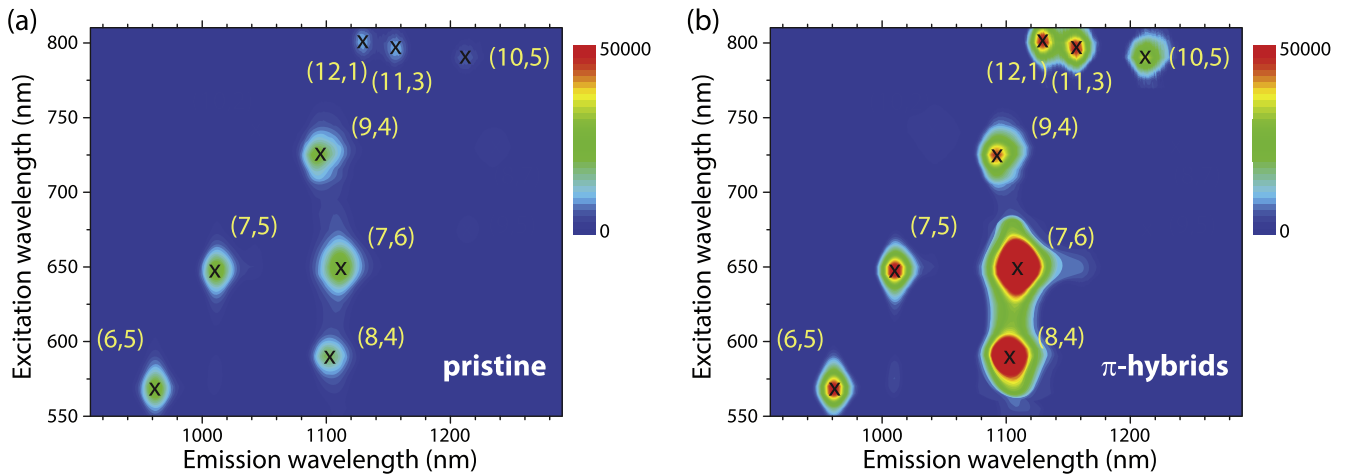 (a)
Excitation wavelength (nm)
800
750
700
650
600
550
1000
1100
1200
Emission wavelength (nm)
x
x
x
(12,1)
(11,3)
(10,5)
(9,4)
x
(7,5)
x
(7,6)
x
(6,5)
x
(8,4)
x
pristine
50000
0
(b)
Excitation wavelength (nm)
800
750
700
650
600
550
1000
1100
1200
Emission wavelength (nm)
x
x
x
(12,1)
(11,3)
(10,5)
(9,4)
x
(7,5)
x
(7,6)
x
(6,5)
x
(8,4)
x
π-hybrids
50000
0